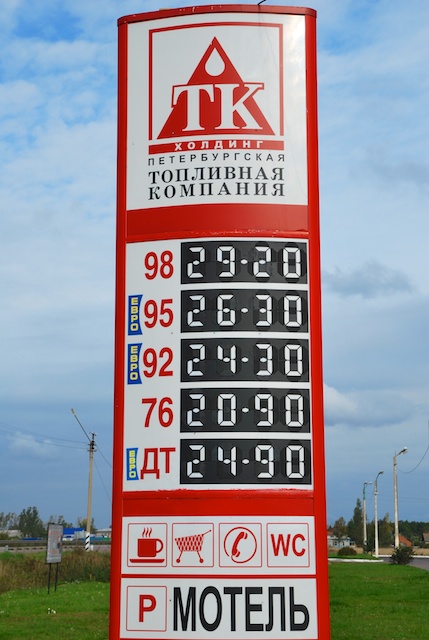 ТК
ХОЛДИНГ
ПЕТЕРБУРГСКАЯ
ТОПЛИВНАЯ
КОМПАНИЯ
98 29-20
ЕВРО 95 26-30
ЕВРО 92 24-30
76 20-90
ЕВРО ДТ 24-90
WC
P МОТЕЛЬ